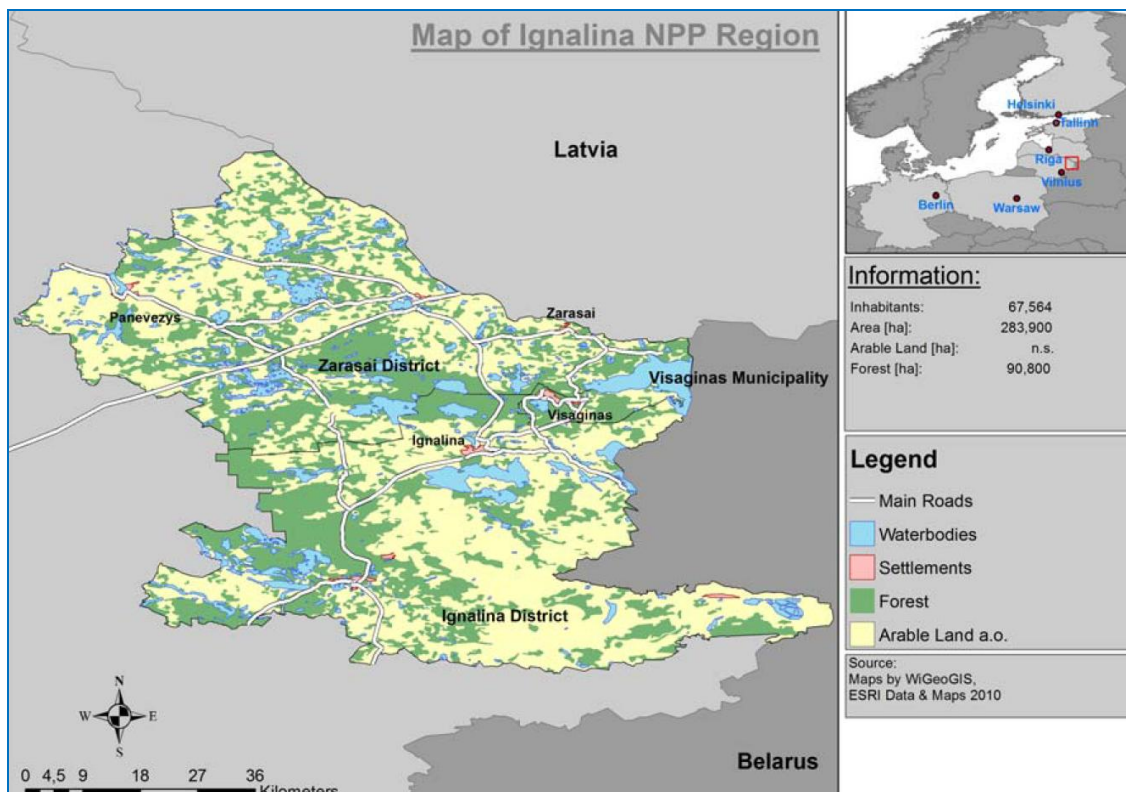 Map of Ignalina NPP Region
Latvia
Panevezys
Zarasai
Zarasai District
Visaginas Municipality
Visaginas
Ignalina
Ignalina District
Belarus
N
W E
S
0 4,5 9 18 27 36
Kilometers
Helsinki
Tallinn
Riga
Vilnius
Berlin
Warsaw
Information:
Inhabitants: 67,564
Area [ha]: 283,900
Arable Land [ha]: n.s.
Forest [ha]: 90,800
Legend
Main Roads
Waterbodies
Settlements
Forest
Arable Land a.o.
Source:
Maps by WiGeoGIS,
ESRI Data & Maps 2010